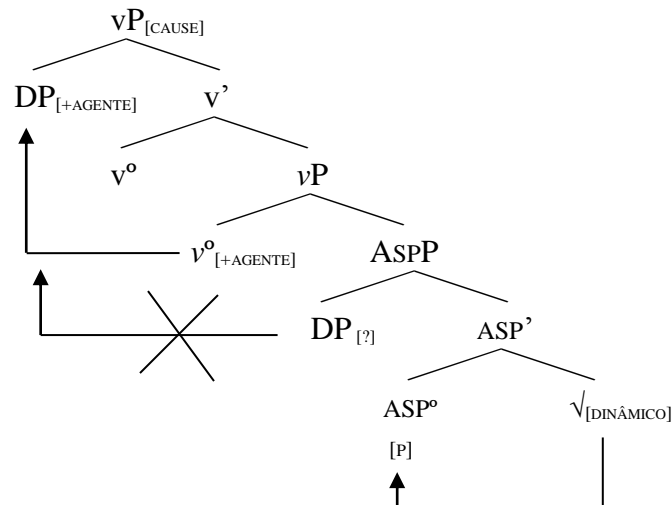 vP[CAUSE]
DP[+AGENTE] v’
vº vP
vº[+AGENTE] ASPP
DP [?] ASP’
ASPº √[DINÂMICO]
[P]